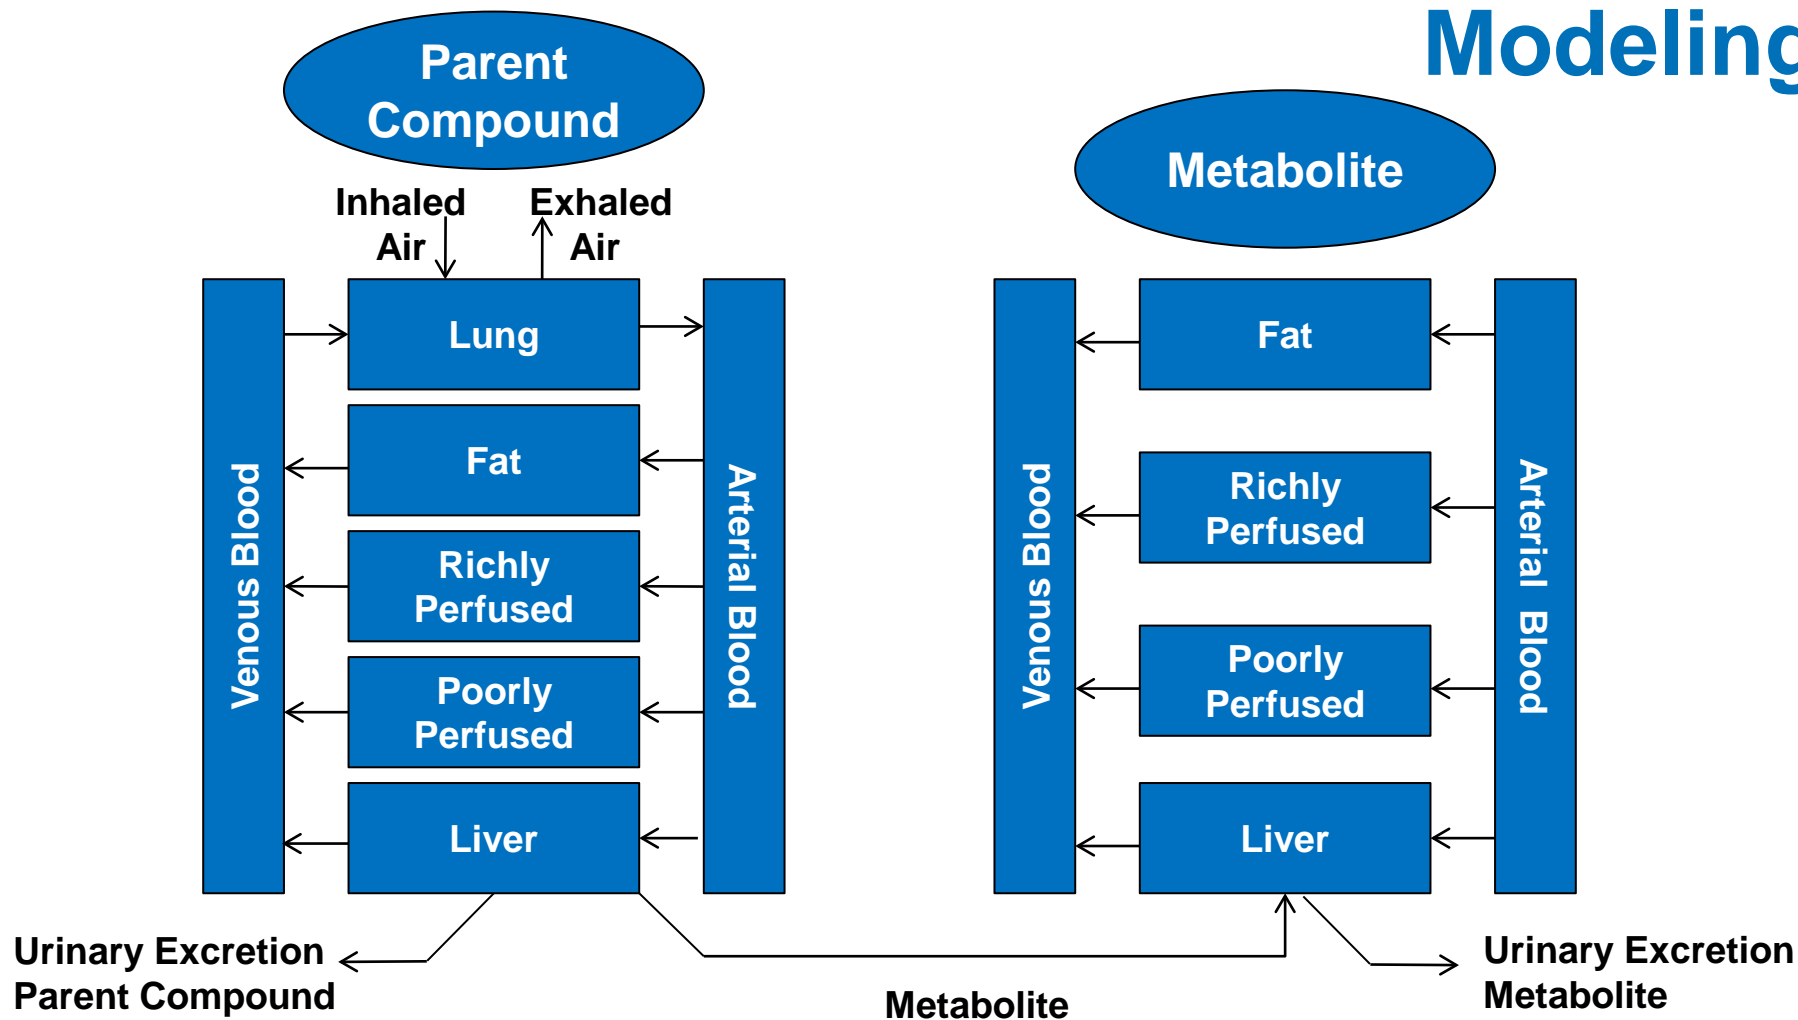 Modeling
Parent
Compound
Inhaled
Air
Exhaled
Air
Lung
Fat
Richly
Perfused
Poorly
Perfused
Liver
Venous Blood
Arterial Blood
Urinary Excretion
Parent Compound
Metabolite
Metabolite
Fat
Richly
Perfused
Poorly
Perfused
Liver
Venouns Blood
Arterial Blood
Urinary Excretion
Metabolite